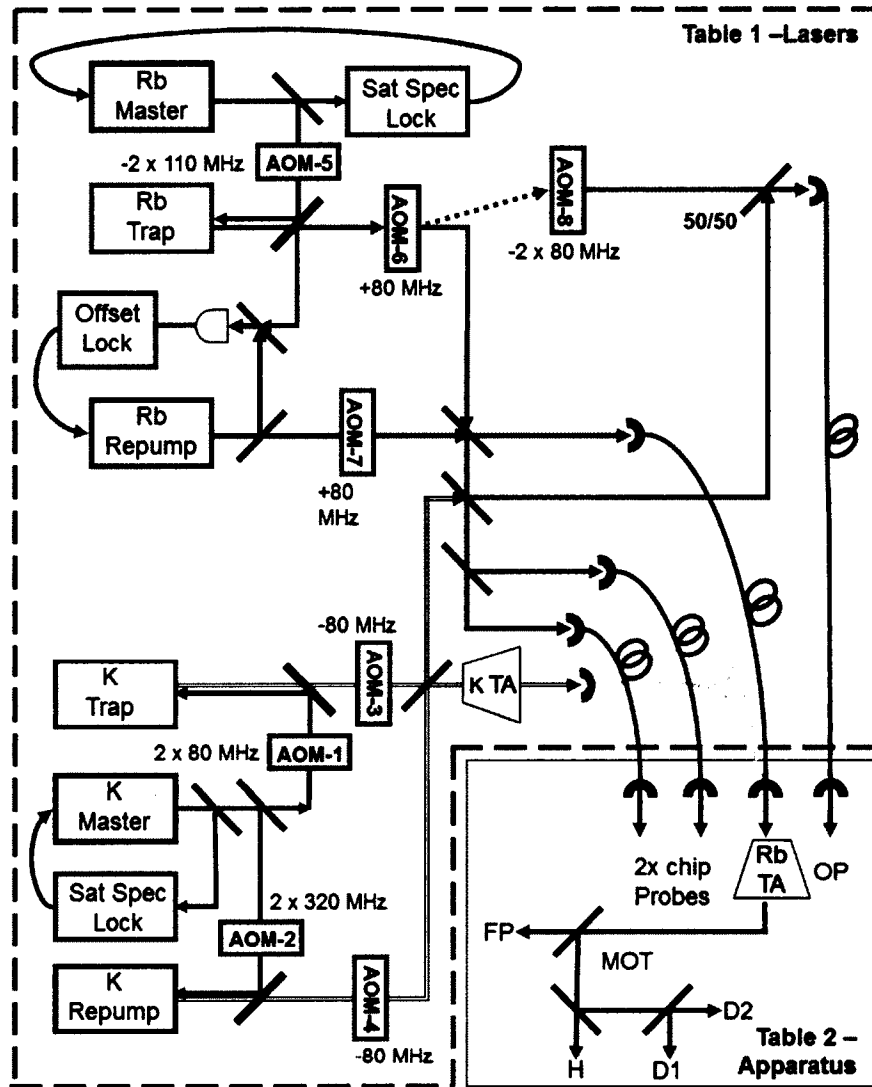 Table 1 –Lasers
Rb
Master
Sat Spec
Lock
-2 x 110 MHz
AOM-5
Rb
Trap
AOM-6
+80 MHz
AOM-8
-2 x 80 MHz
50/50
Offset
Lock
Rb
Repump
AOM-7
+80
MHz
-80 MHz
K
Trap
AOM-3
K TA
2 x 80 MHz
AOM-1
K
Master
Sat Spec
Lock
2 x 320 MHz
AOM-2
K
Repump
AOM-4
-80 MHz
2x chip
Probes
Rb
TA
OP
FP
MOT
D2
H
D1
Table 2 –
Apparatus